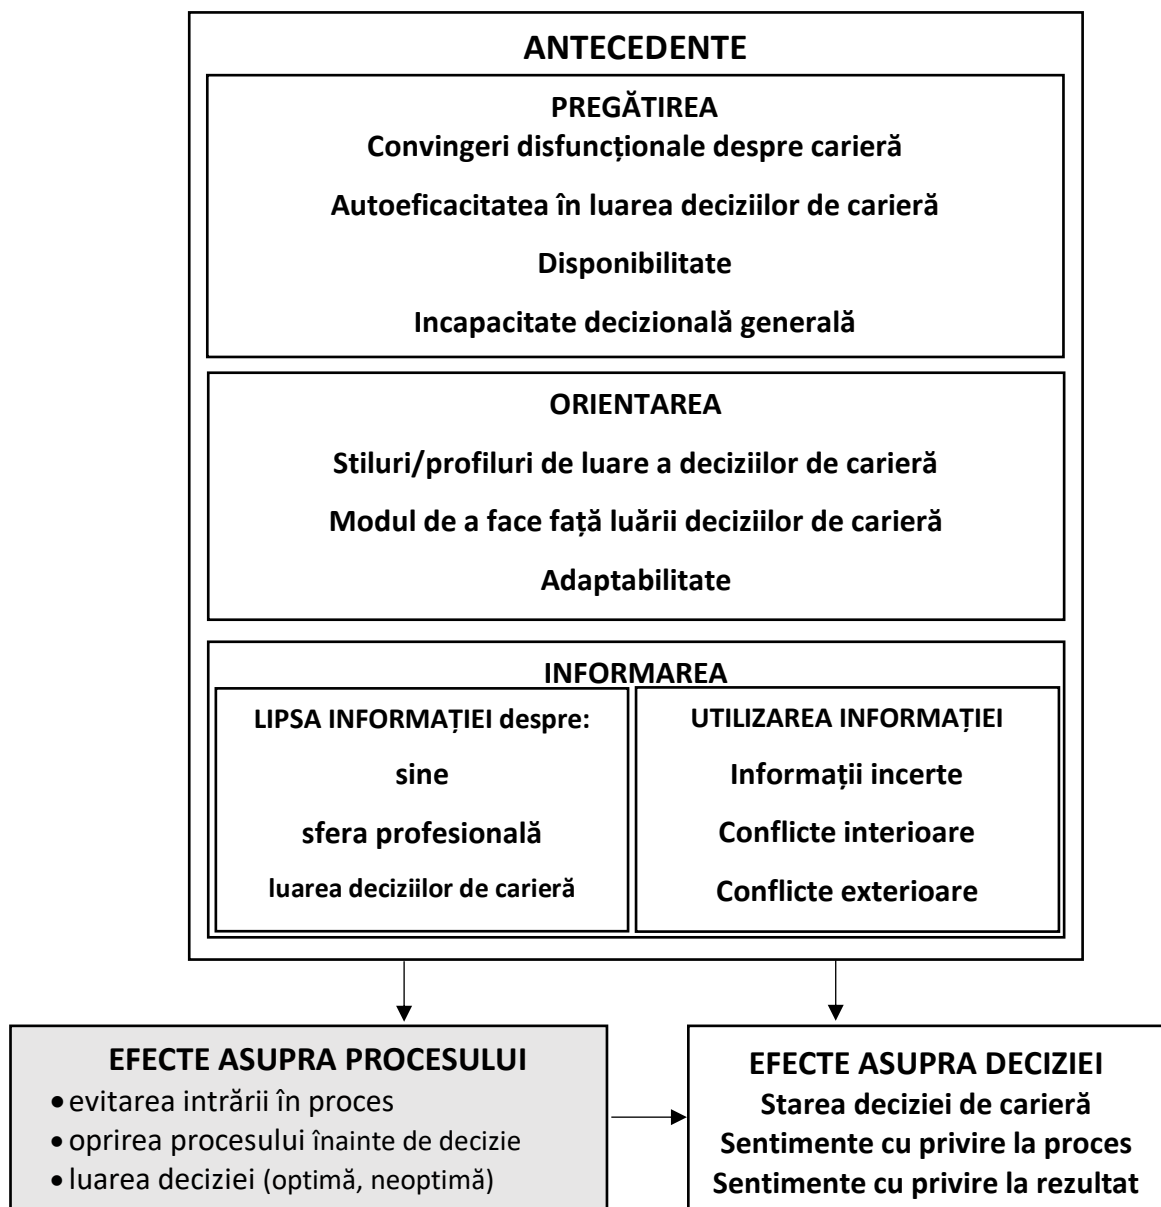 ANTECEDENTE
PREGĂTIREA
Convingeri disfuncționale despre carieră
Autoeficacitatea în luarea deciziilor de carieră
Disponibilitate
Incapacitate decizională generală
ORIENTAREA
Stiluri/profiluri de luare a deciziilor de carieră
Modul de a face față luării deciziilor de carieră
Adaptabilitate
INFORMAREA
LIPSA INFORMAȚIEI despre:
sine
sfera profesională
luarea deciziilor de carieră
UTILIZAREA INFORMAȚIEI
Informații incerte
Conflicte interioare
Conflicte exterioare
EFECTE ASUPRA PROCESULUI
• evitarea intrării în proces
• oprirea procesului înainte de decizie
• luarea deciziei (optimă, neoptimă)
EFECTE ASUPRA DECIZIEI
Starea deciziei de carieră
Sentimente cu privire la proces
Sentimente cu privire la rezultat